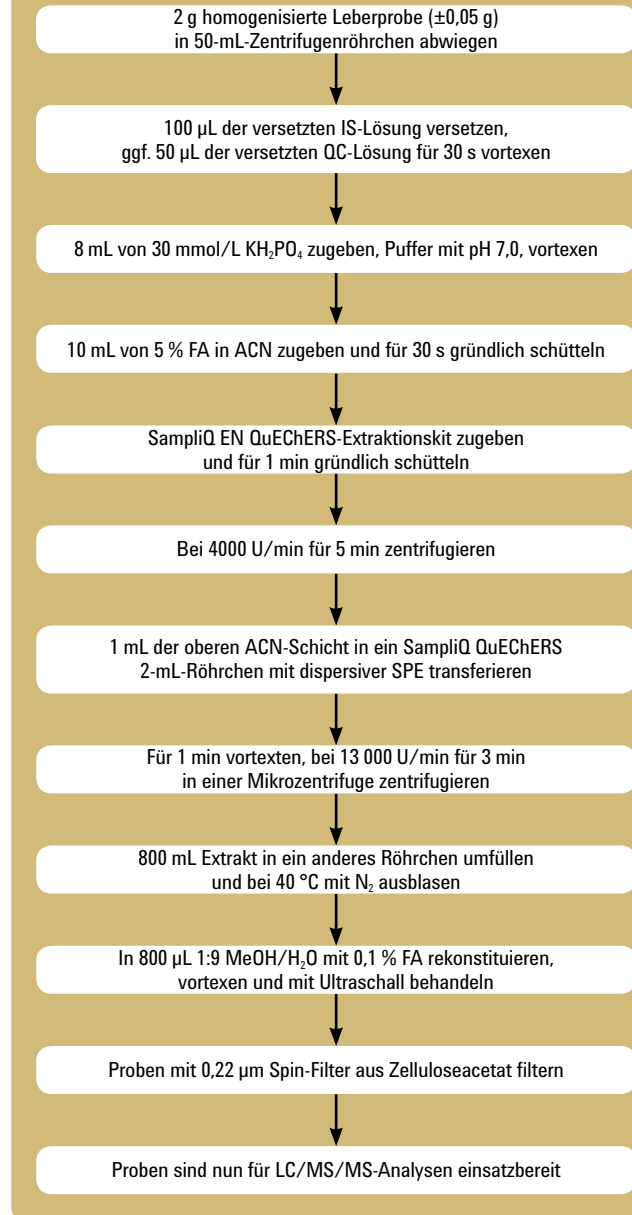 2 g homogenisierte Leberprobe (±0,05 g)
in 50-mL-Zentrifugenröhrchen abwiegen
100 µL der versetzten IS-Lösung versetzen,
ggf. 50 µL der versetzten QC-Lösung für 30 s vortexen
8 mL von 30 mmol/L KH₂PO₄ zugeben, Puffer mit pH 7,0, vortexen
10 mL von 5 % FA in ACN zugeben und für 30 s gründlich schütteln
SampliQ EN QuEChERS-Extraktionskit zugeben
und für 1 min gründlich schütteln
Bei 4000 U/min für 5 min zentrifugieren
1 mL der oberen ACN-Schicht in ein SampliQ QuEChERS
2-mL-Röhrchen mit dispersiver SPE transferieren
Für 1 min vortexten, bei 13 000 U/min für 3 min
in einer Mikrozentrifuge zentrifugieren
800 mL Extrakt in ein anderes Röhrchen umfüllen
und bei 40 °C mit N₂ ausblasen
In 800 µL 1:9 MeOH/H₂O mit 0,1 % FA rekonstituieren,
vortexen und mit Ultraschall behandeln
Proben mit 0,22 µm Spin-Filter aus Zelluloseacetat filtern
Proben sind nun für LC/MS/MS-Analysen einsatzbereit